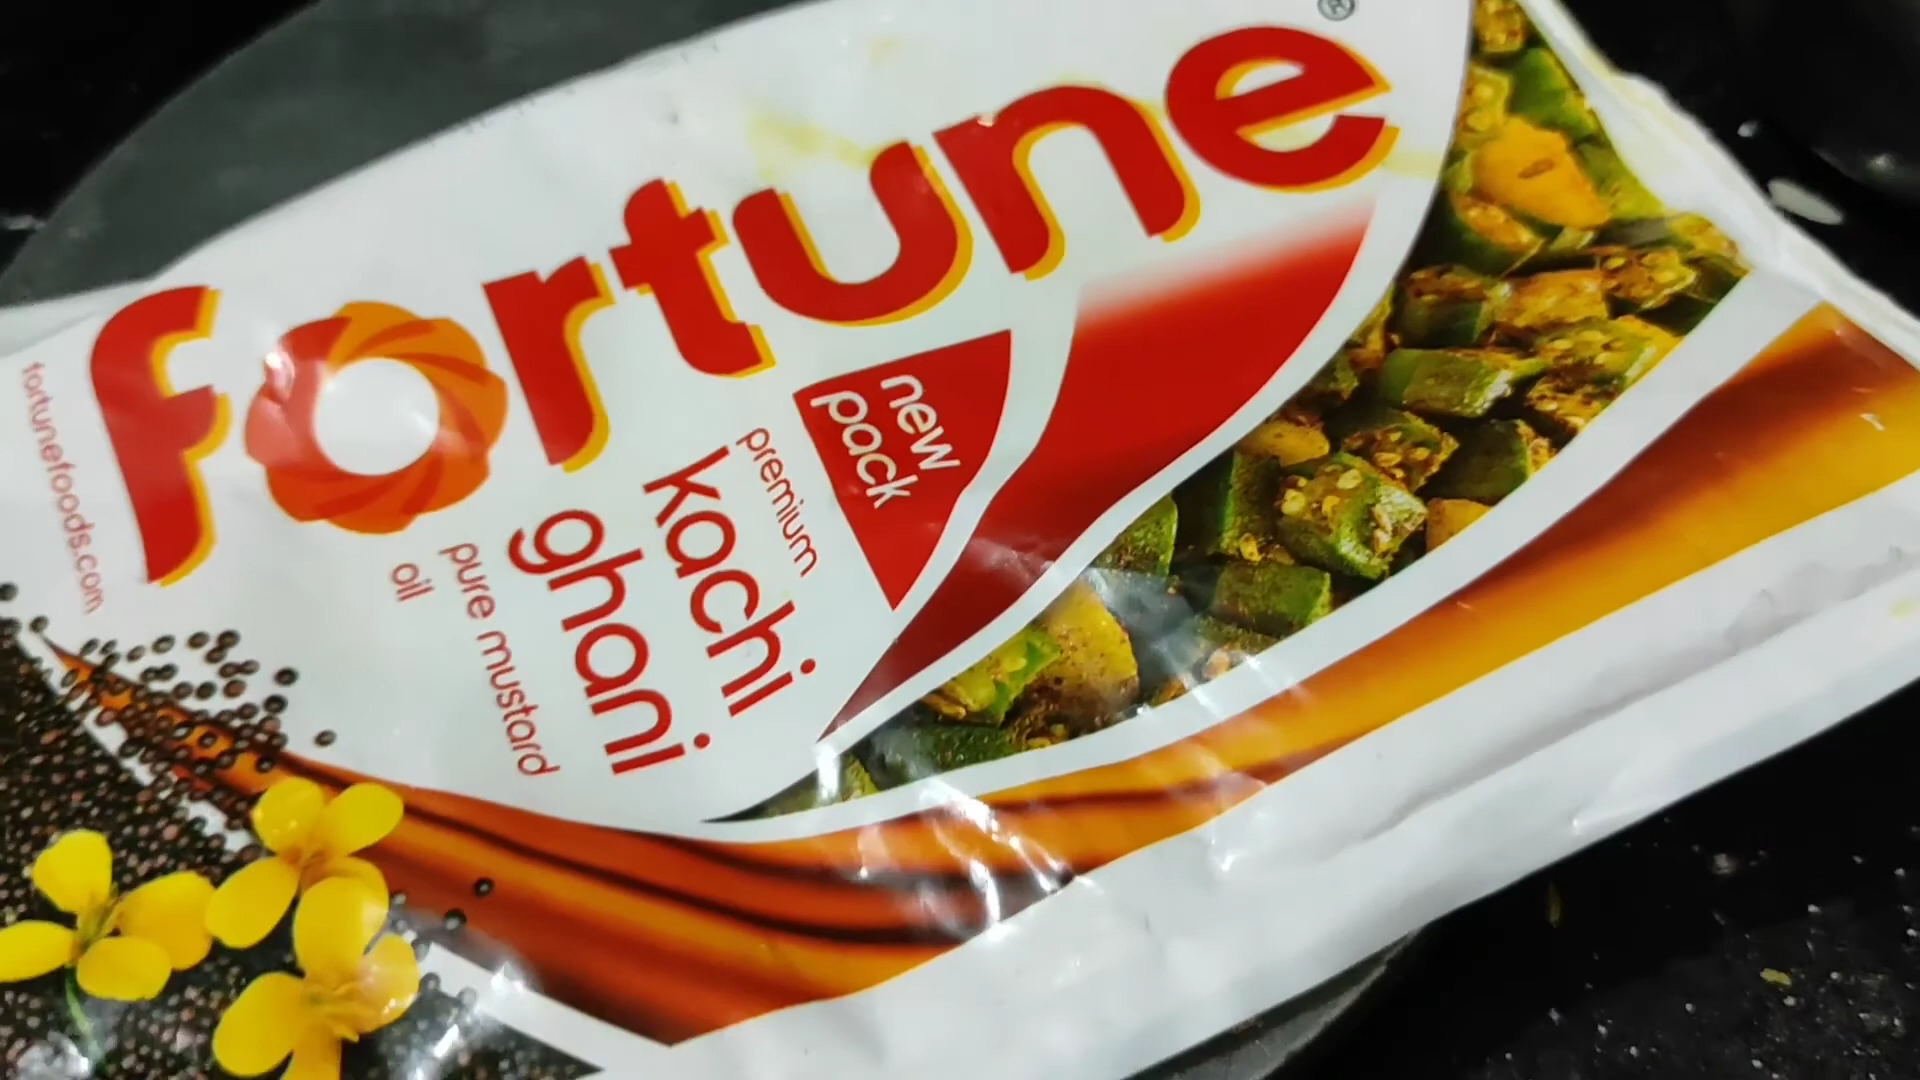 ®
fortune
fortunefoods.com
new
pack
premium
kachi
ghani
pure mustard
oil